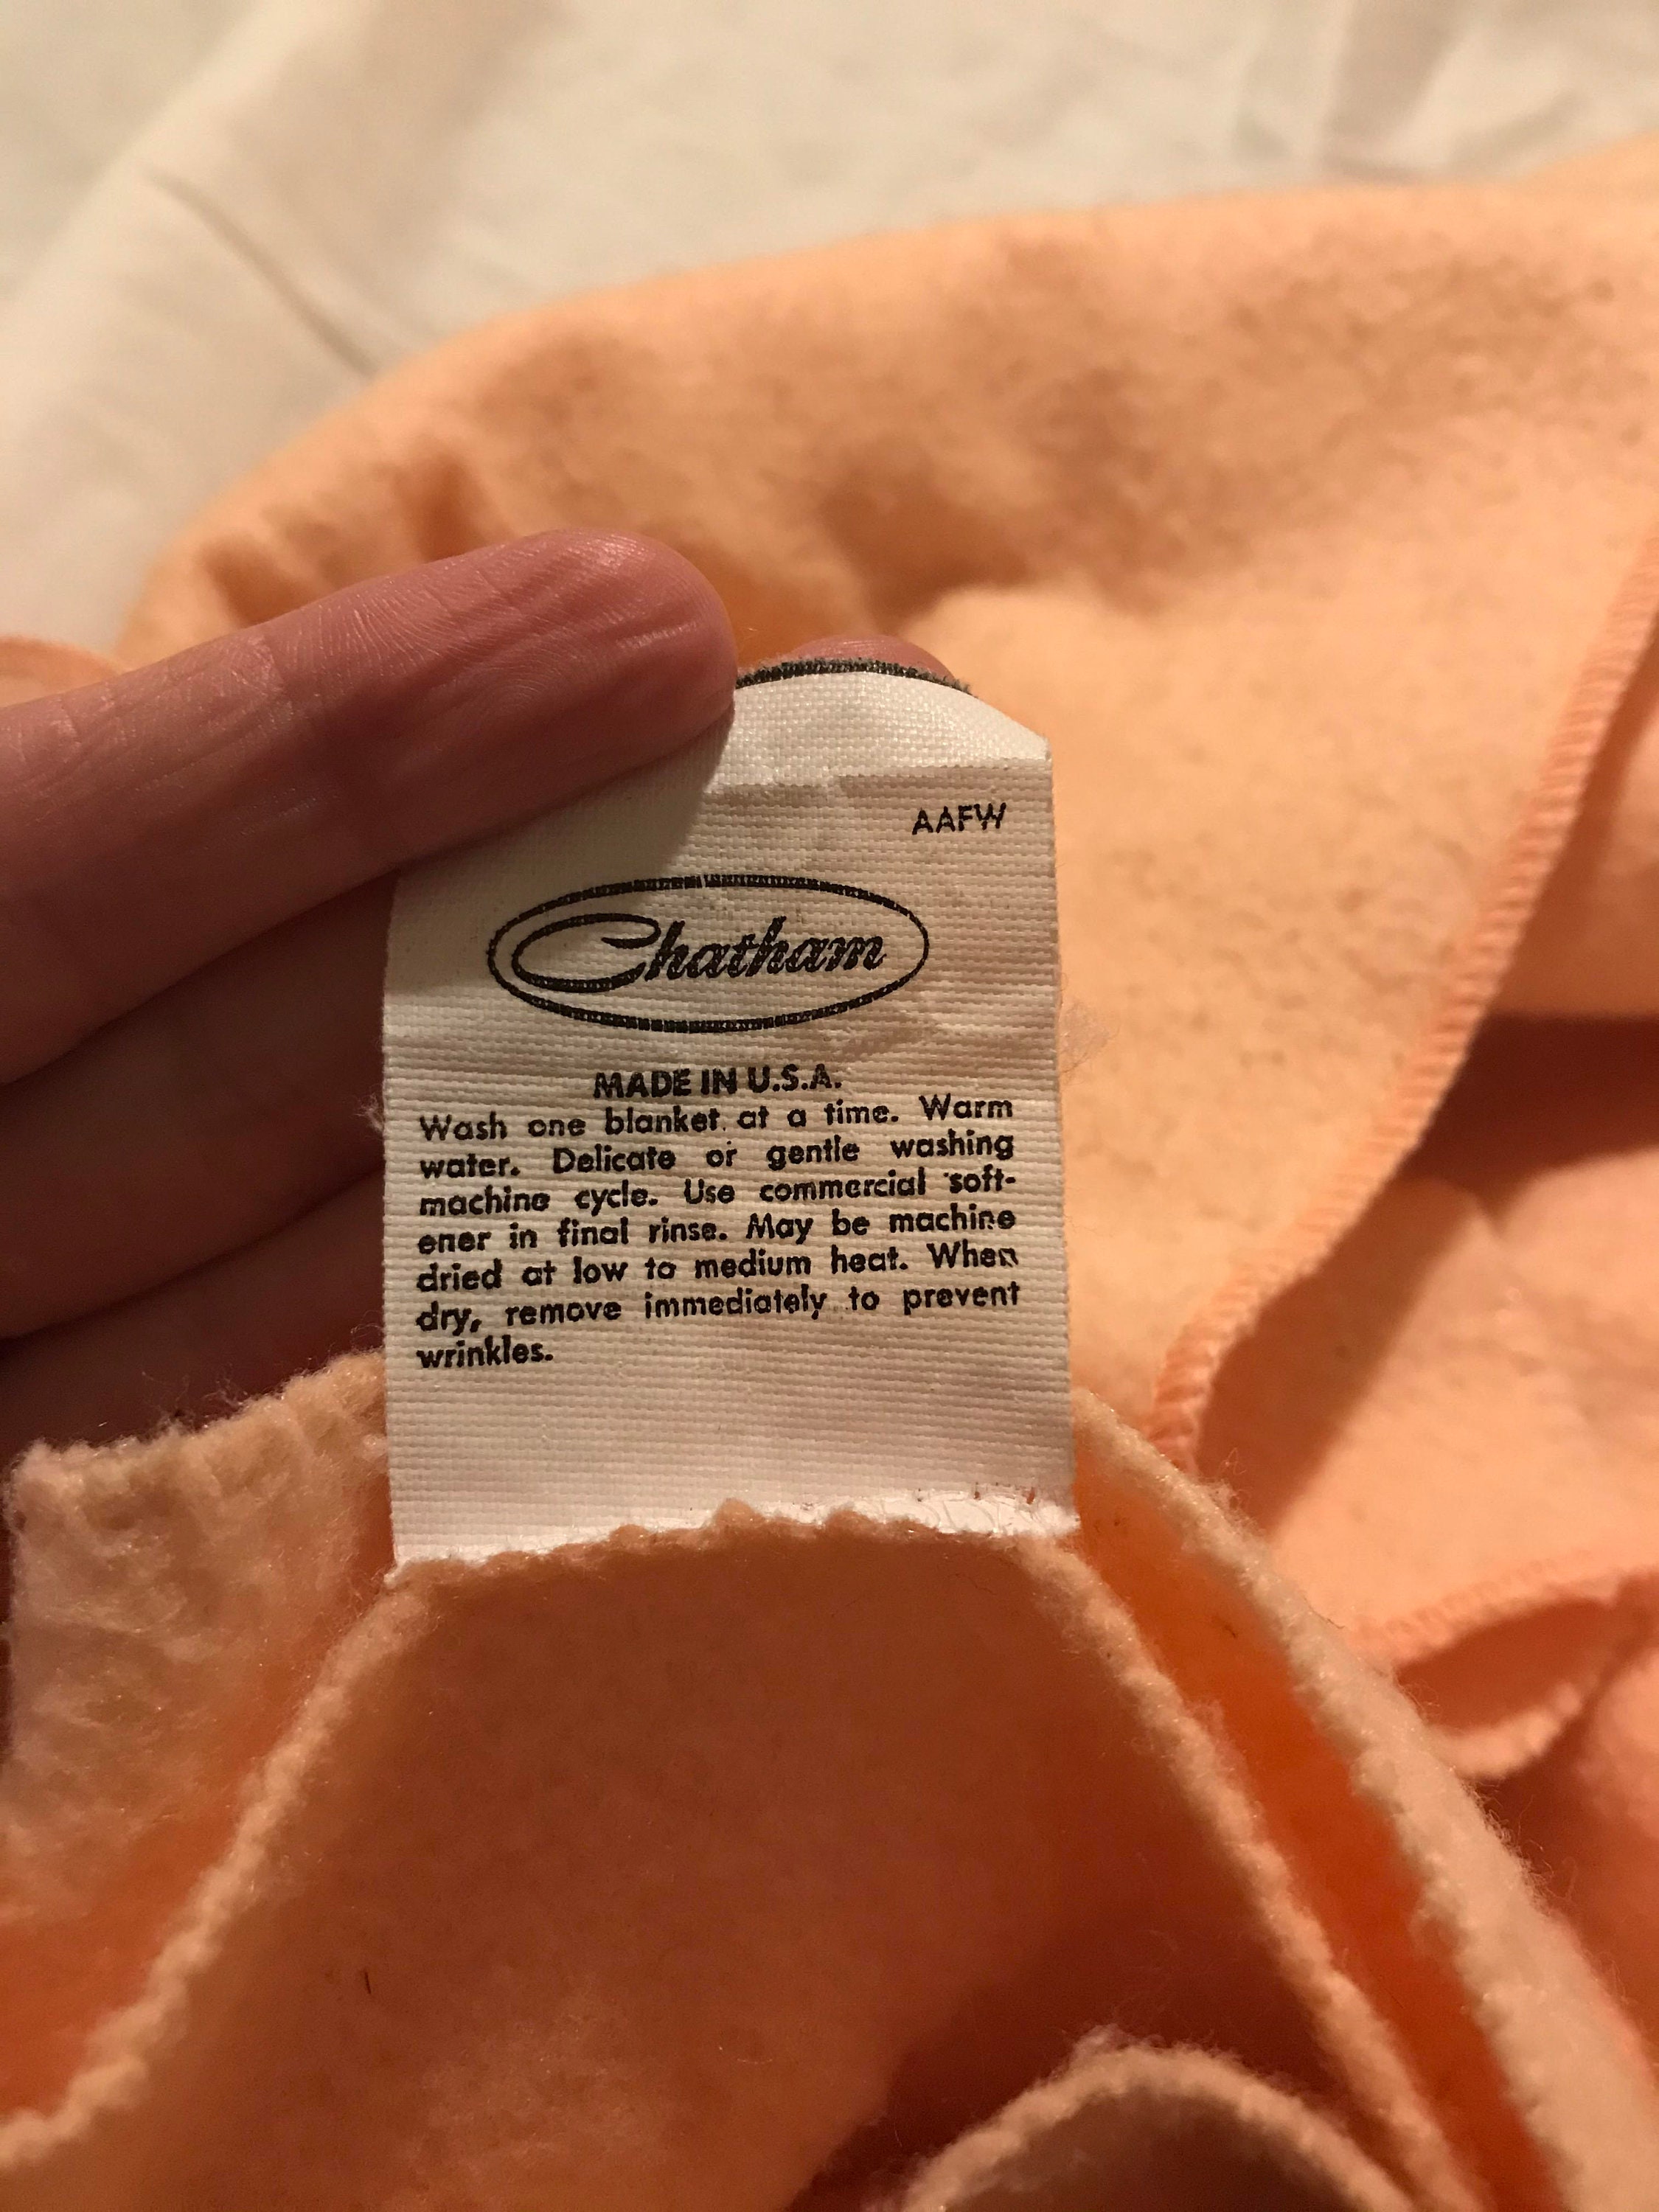 AAFW
Chatham
MADE IN U.S.A.
Wash one blanket at a time. Warm
water. Delicate or gentle washing
machine cycle. Use commercial soft-
ener in final rinse. May be machine
dried at low to medium heat. When
dry, remove immediately to prevent
wrinkles.